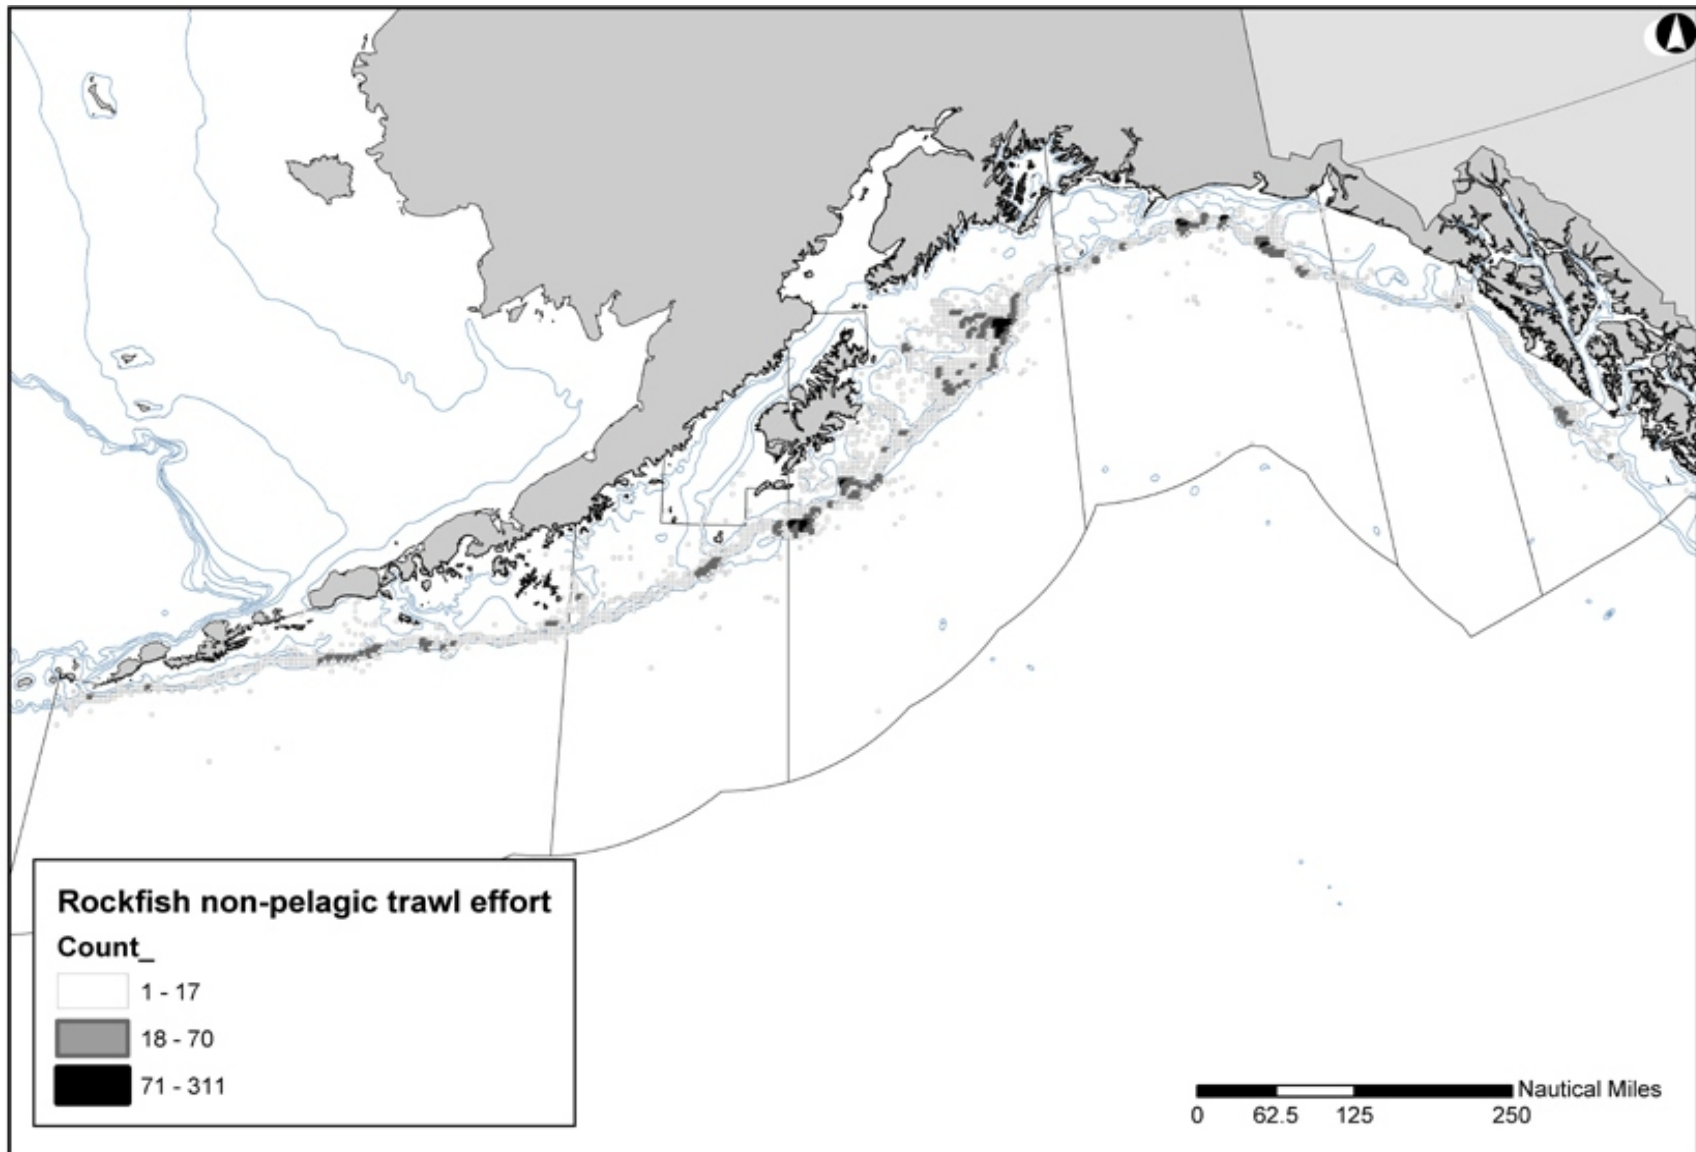 Rockfish non-pelagic trawl effort
Count_
1 - 17
18 - 70
71 - 311
Nautical Miles
0 62.5 125 250